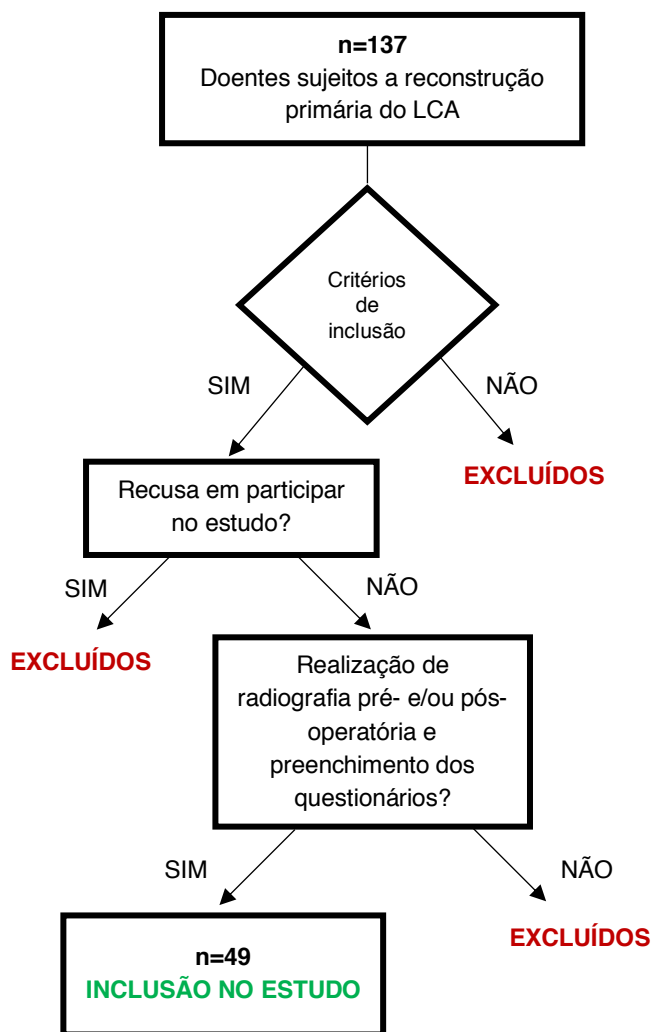 n=137
Doentes sujeitos a reconstrução
primária do LCA
Critérios
de
inclusão
SIM
NÃO
EXCLUÍDOS
Recusa em participar
no estudo?
SIM
NÃO
EXCLUÍDOS
Realização de
radiografia pré- e/ou pós-
operatória e
preenchimento dos
questionários?
SIM
NÃO
EXCLUÍDOS
n=49
INCLUSÃO NO ESTUDO